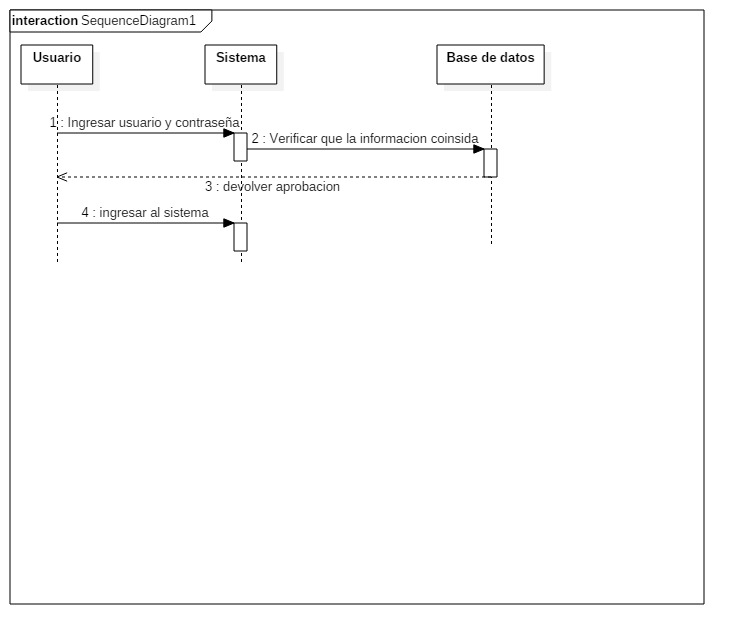 interaction SequenceDiagram1
Usuario
Sistema
Base de datos
1 : Ingresar usuario y contraseña
2 : Verificar que la informacion coinsida
3 : devolver aprobacion
4 : ingresar al sistema